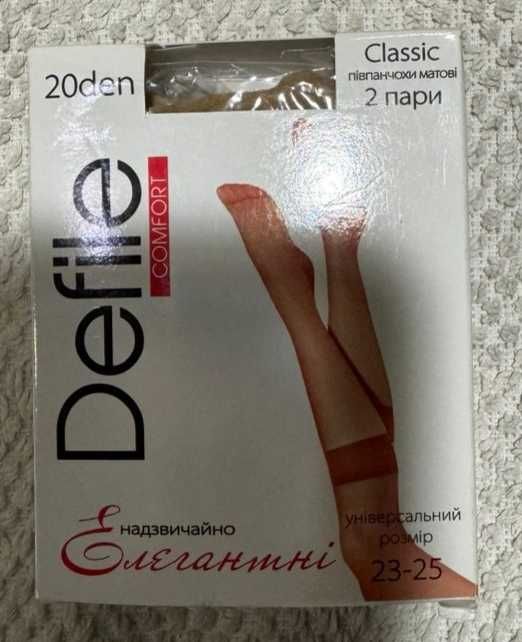 20den
Classic
півпанчохи матові
2 пари
Defile
COMFORT
надзвичайно
Елегантні
універсальний
розмір
23-25